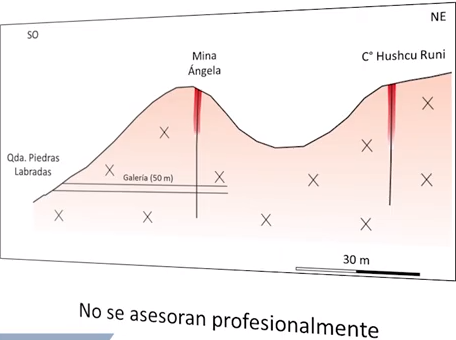 SO
NE
Mina
Ángela
C° Hushcu Runi
Qda. Piedras
Labradas
Galería (50 m)
30 m
No se asesoran profesionalmente